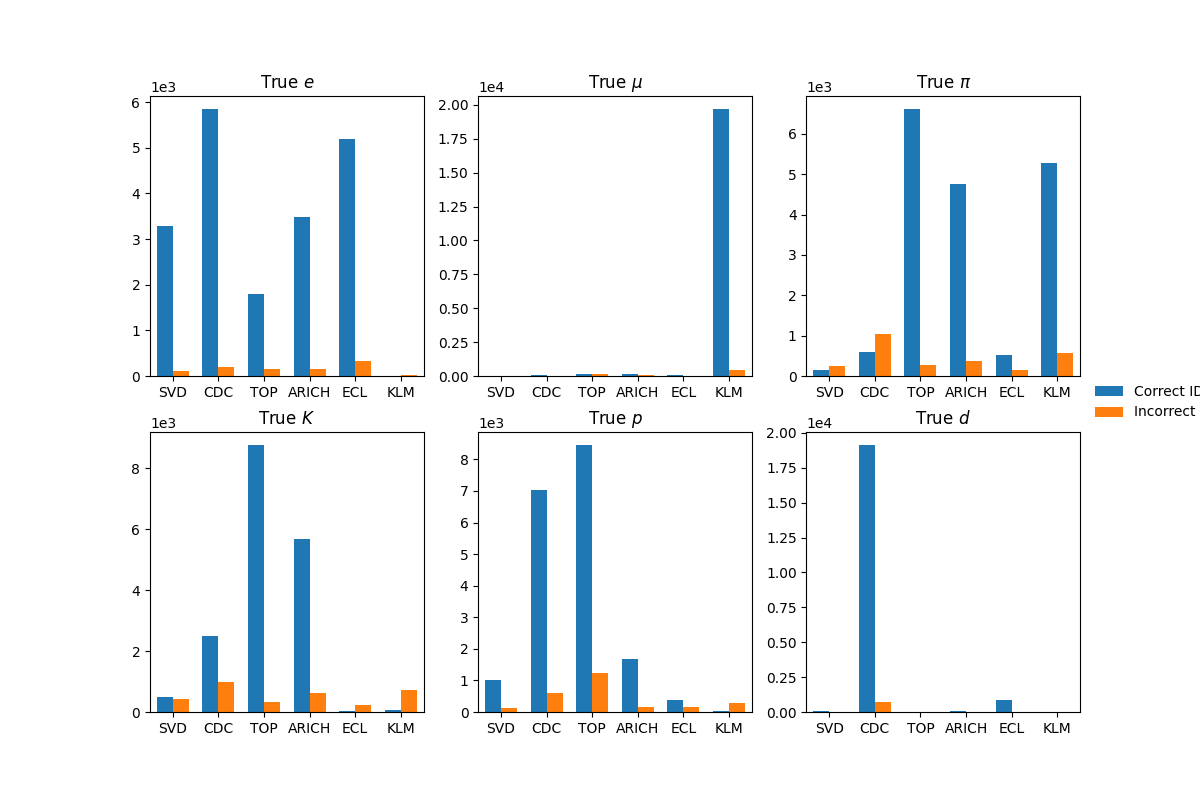 1e3
True e
6
5
4
3
2
1
0
SVD CDC TOP ARICH ECL KLM
1e4
True μ
2.00
1.75
1.50
1.25
1.00
0.75
0.50
0.25
0.00
SVD CDC TOP ARICH ECL KLM
1e3
True π
6
5
4
3
2
1
0
SVD CDC TOP ARICH ECL KLM
Correct ID
Incorrect
1e3
True K
8
6
4
2
0
SVD CDC TOP ARICH ECL KLM
1e3
True p
8
7
6
5
4
3
2
1
0
SVD CDC TOP ARICH ECL KLM
1e4
True d
2.00
1.75
1.50
1.25
1.00
0.75
0.50
0.25
0.00
SVD CDC TOP ARICH ECL KLM